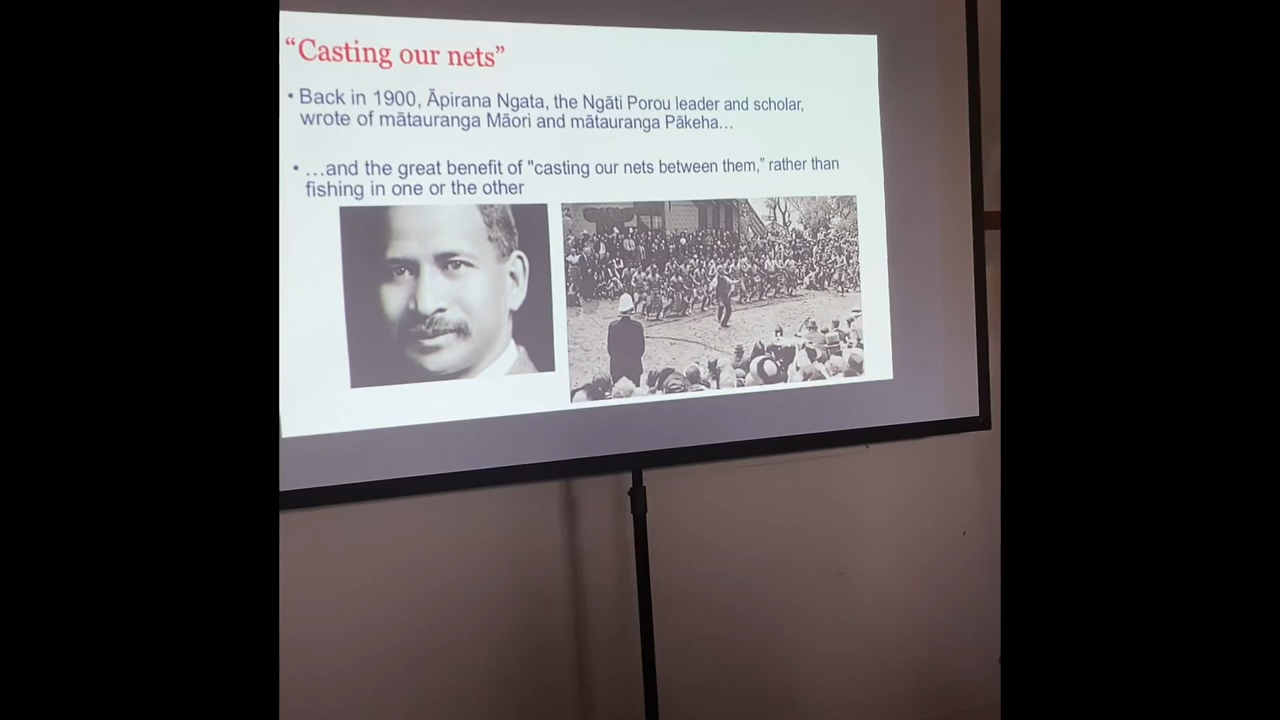 “Casting our nets”
• Back in 1900, Āpirana Ngata, the Ngāti Porou leader and scholar,
wrote of mātauranga Māori and mātauranga Pākeha…
• …and the great benefit of "casting our nets between them,” rather than
fishing in one or the other